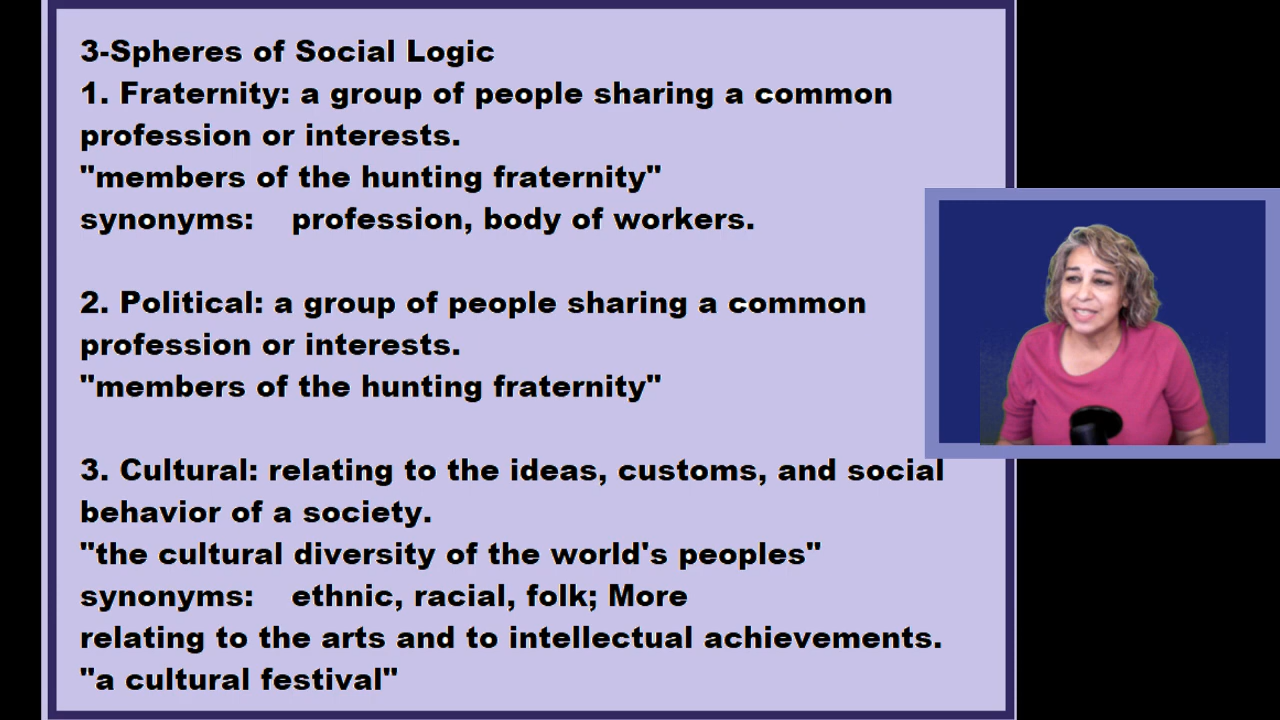 3-Spheres of Social Logic
1. Fraternity: a group of people sharing a common
profession or interests.
"members of the hunting fraternity"
synonyms: profession, body of workers.
2. Political: a group of people sharing a common
profession or interests.
"members of the hunting fraternity"
3. Cultural: relating to the ideas, customs, and social
behavior of a society.
"the cultural diversity of the world's peoples"
synonyms: ethnic, racial, folk; More
relating to the arts and to intellectual achievements.
"a cultural festival"